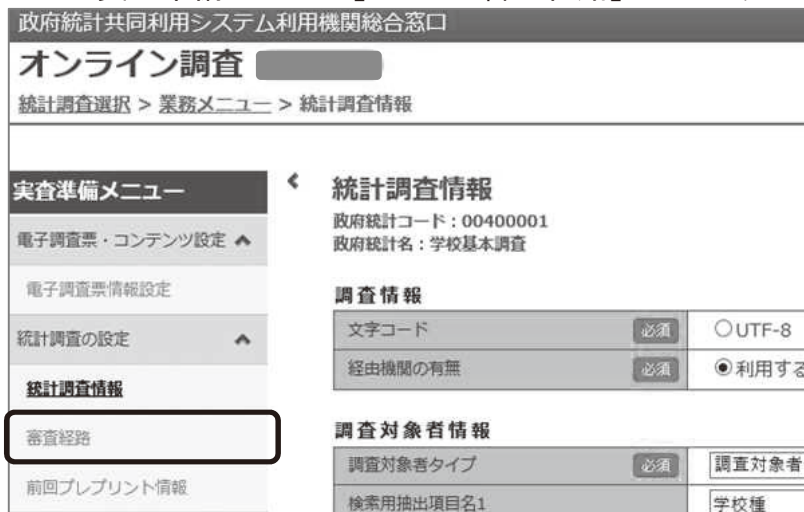 政府統計共同利用システム利用機関総合窓口
オンライン調査
統計調査選択 > 業務メニュー > 統計調査情報
実査準備メニュー
電子調査票・コンテンツ設定
電子調査票情報設定
統計調査の設定
統計調査情報
審査経路
前回プレプリント情報
統計調査情報
政府統計コード：00400001
政府統計名：学校基本調査
調査情報
文字コード 必須 UTF-8
経由機関の有無 必須 利用する
調査対象者情報
調査対象者タイプ 必須 調査対象者
検索用抽出項目名1 学校種